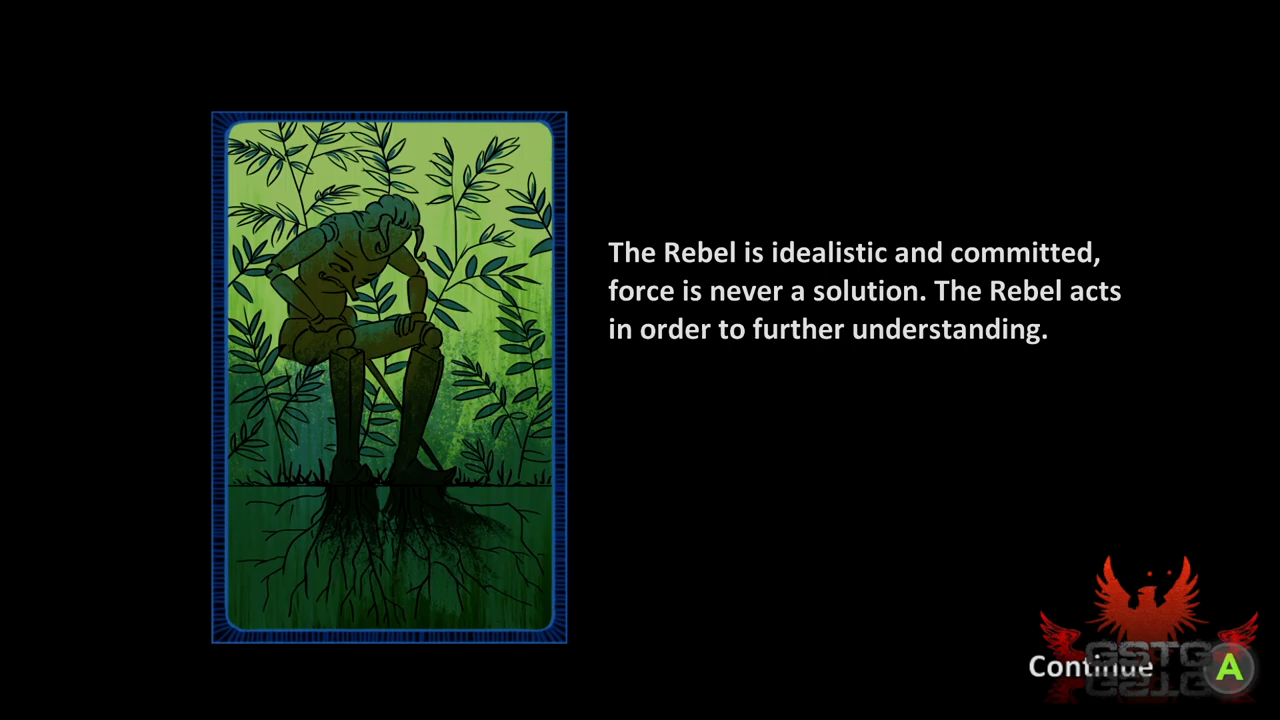 The Rebel is idealistic and committed,
force is never a solution. The Rebel acts
in order to further understanding.
GSTG
Continue A